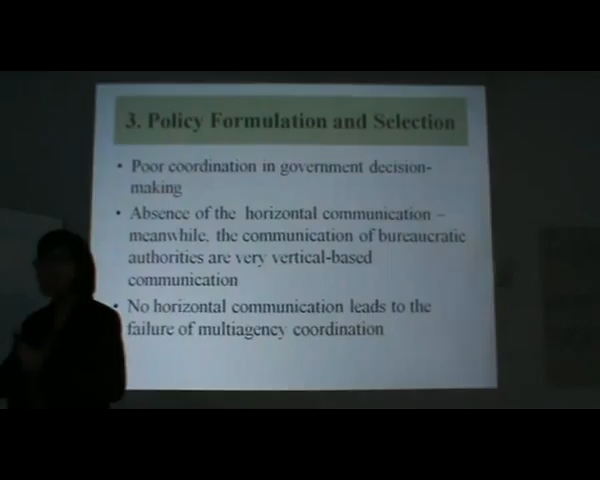 3. Policy Formulation and Selection
• Poor coordination in government decision-
making
• Absence of the horizontal communication –
meanwhile, the communication of bureaucratic
authorities are very vertical-based
communication
• No horizontal communication leads to the
failure of multiagency coordination